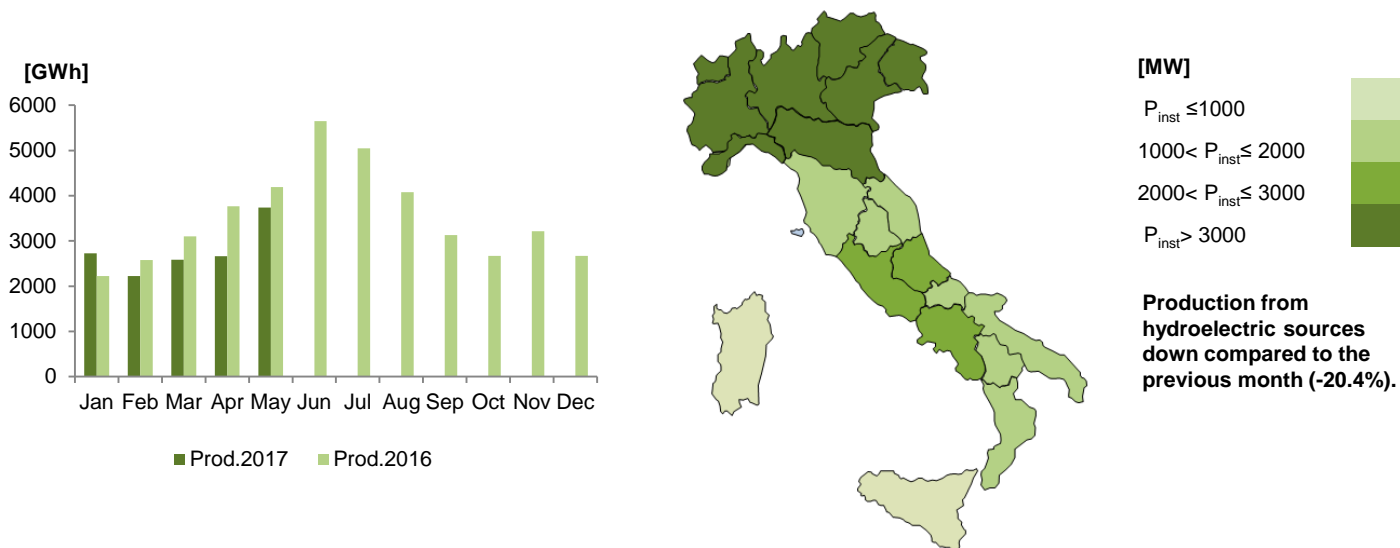 [GWh]
6000
5000
4000
3000
2000
1000
0
Jan Feb Mar Apr May Jun Jul Aug Sep Oct Nov Dec
Prod.2017 Prod.2016
[MW]
Pinst ≤1000
1000< Pinst≤ 2000
2000< Pinst≤ 3000
Pinst> 3000
Production from
hydroelectric sources
down compared to the
previous month (-20.4%).